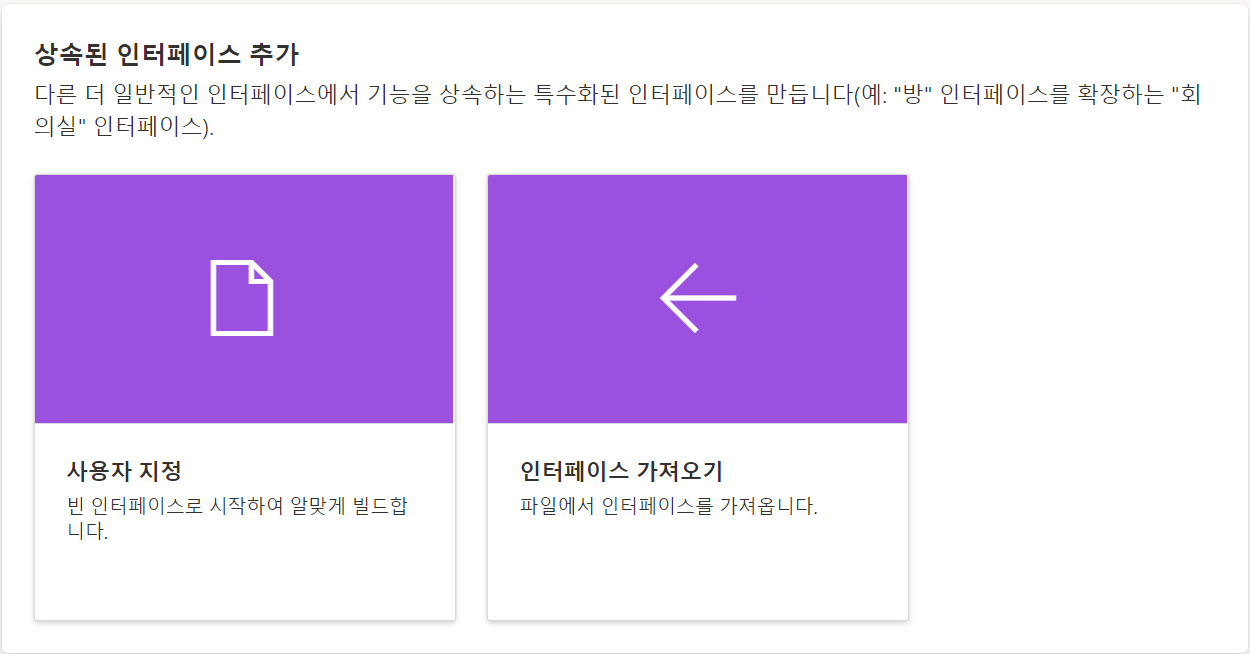 상속된 인터페이스 추가
다른 더 일반적인 인터페이스에서 기능을 상속하는 특수화된 인터페이스를 만듭니다(예: "방" 인터페이스를 확장하는 "회
의실" 인터페이스).
사용자 지정
빈 인터페이스로 시작하여 알맞게 빌드합
니다.
인터페이스 가져오기
파일에서 인터페이스를 가져옵니다.